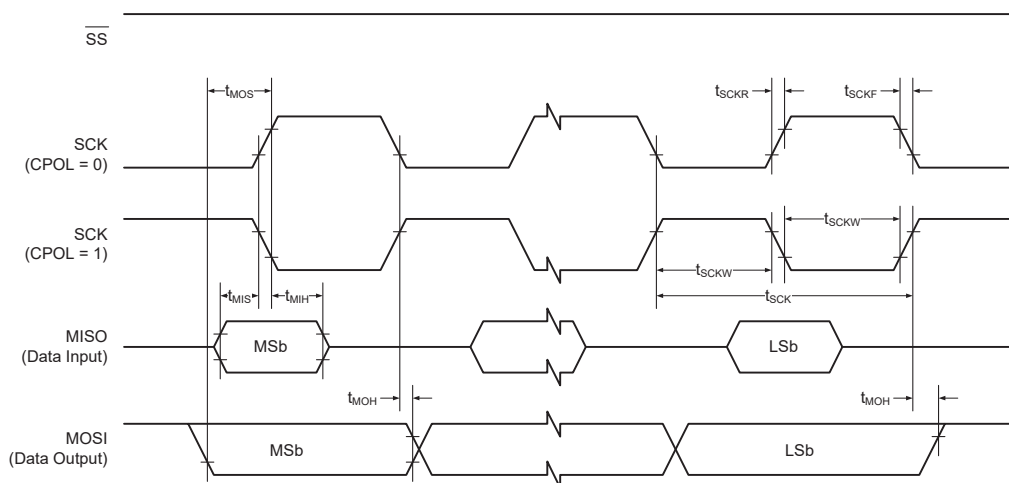 SS
tMOS
tSCKR
tSCKF
SCK
(CPOL = 0)
SCK
(CPOL = 1)
tSCKW
tSCKW
tMIS
tMIH
tSCK
MISO
(Data Input)
MSb
LSb
tMOH
tMOH
MOSI
(Data Output)
MSb
LSb